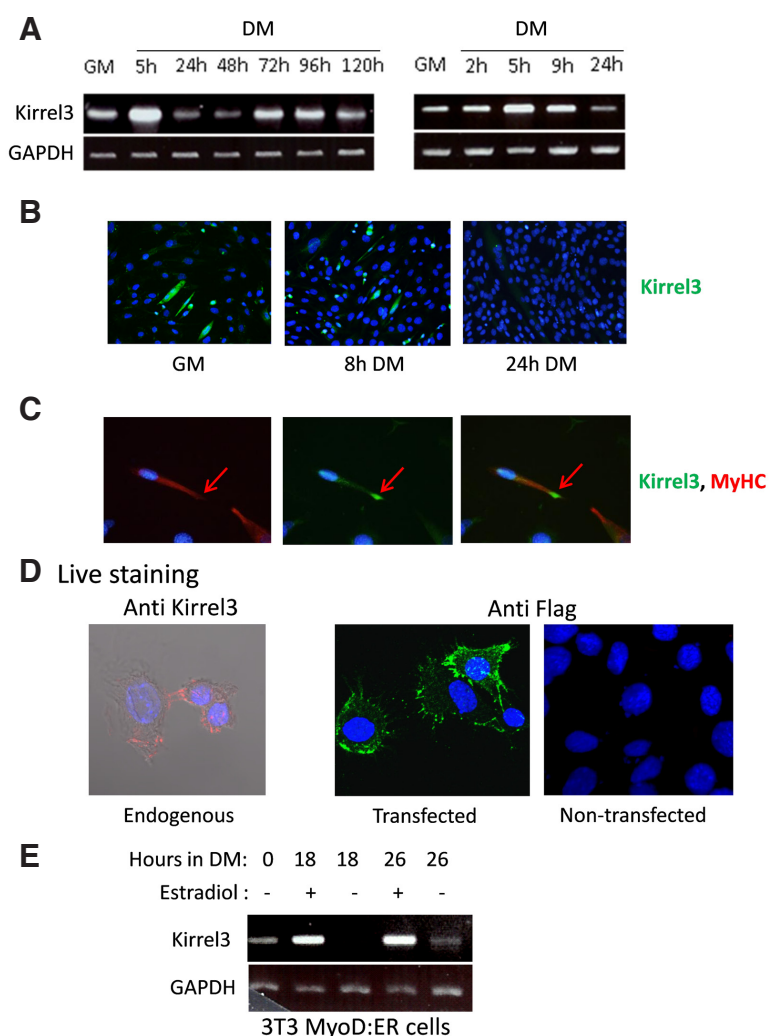 A
DM
DM
GM 5h 24h 48h 72h 96h 120h
GM 2h 5h 9h 24h
Kirrel3
GAPDH
B
Kirrel3
GM
8h DM
24h DM
C
Kirrel3, MyHC
D Live staining
Anti Kirrel3
Anti Flag
Endogenous
Transfected
Non-transfected
E
Hours in DM: 0 18 18 26 26
Estradiol : - + - + -
Kirrel3
GAPDH
3T3 MyoD:ER cells